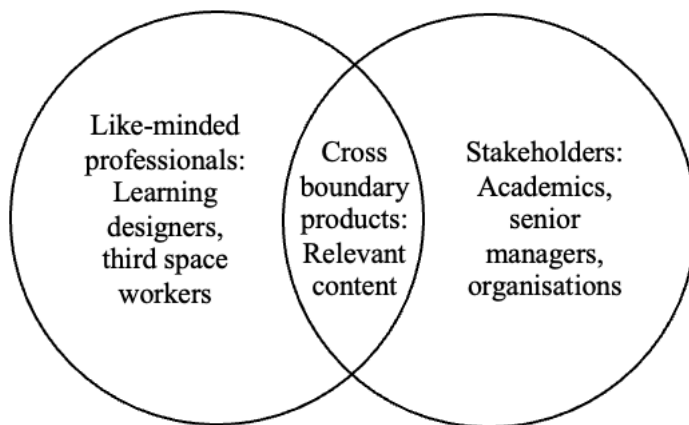 Like-minded
professionals:
Learning
designers,
third space
workers
Cross
boundary
products:
Relevant
content
Stakeholders:
Academics,
senior
managers,
organisations